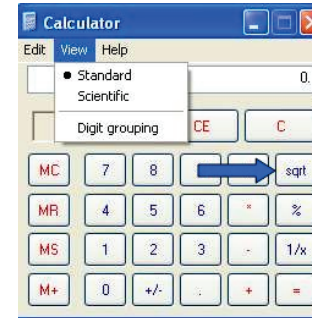 Calculator
Edit View Help
Standard
Scientific
Digit grouping
0.
CE C
MC 7 8 sqrt
MR 4 5 6 * %
MS 1 2 3 - 1/x
M+ 0 +/- . + =